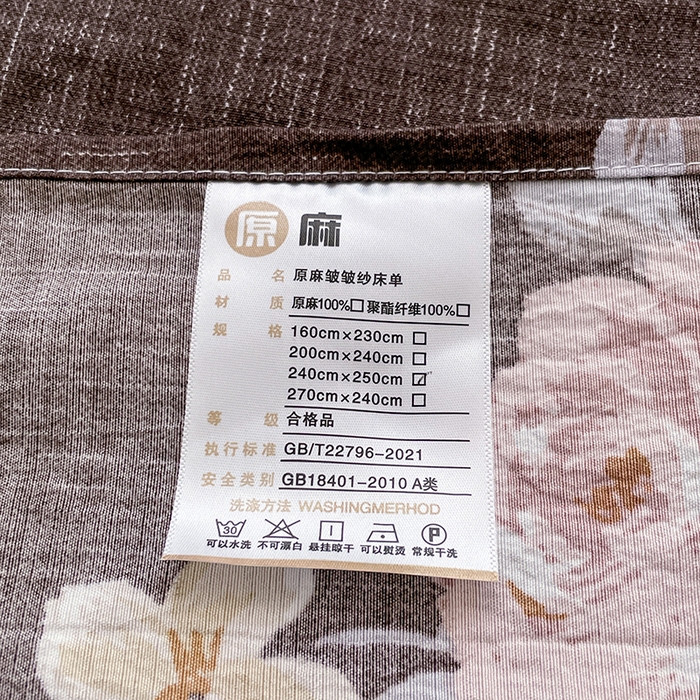 原 麻
品 名 原麻皱皱纱床单
材 质 原麻100%□ 聚酯纤维100%□
规 格 160cm×230cm □
200cm×240cm □
240cm×250cm ☑
270cm×240cm □
等 级 合格品
执行标准 GB/T22796-2021
安全类别 GB18401-2010 A类
洗涤方法 WASHINGMERHOD
30 P
可以水洗 不可漂白 悬挂晾干 可以熨烫 常规干洗